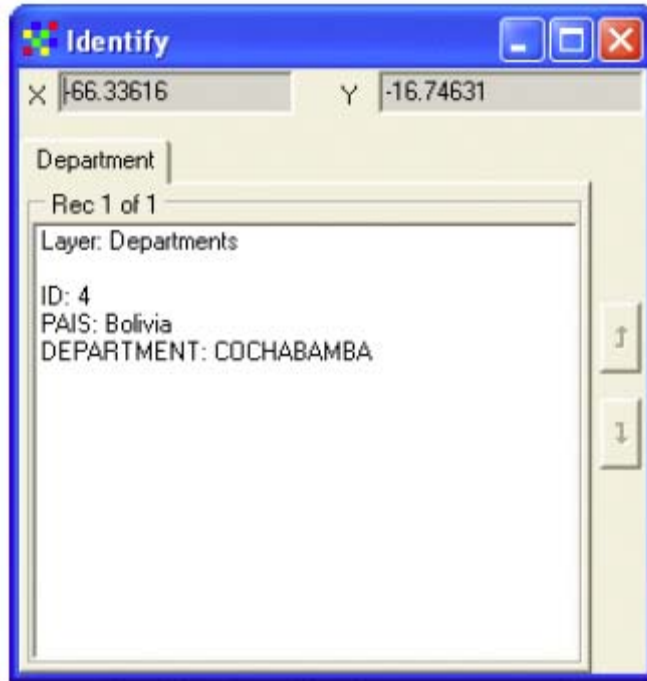 Identify
X -66.33616 Y -16.74631
Department
Rec 1 of 1
Layer: Departments
ID: 4
PAIS: Bolivia
DEPARTMENT: COCHABAMBA